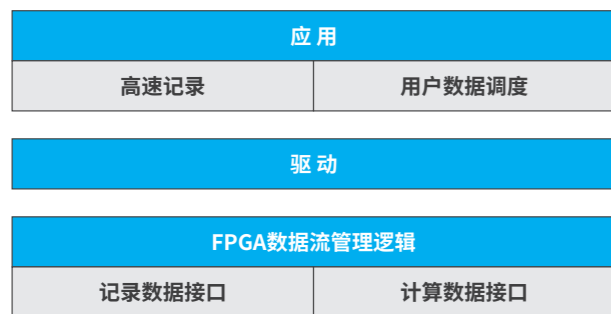 应 用
高速记录 用户数据调度
驱 动
FPGA数据流管理逻辑
记录数据接口 计算数据接口